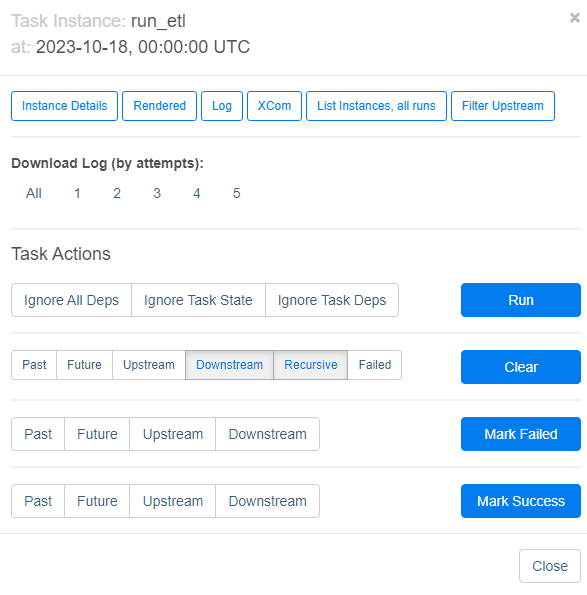 Task Instance: run_etl ×
at: 2023-10-18, 00:00:00 UTC
Instance Details Rendered Log XCom List Instances, all runs Filter Upstream
Download Log (by attempts):
All 1 2 3 4 5
Task Actions
Ignore All Deps Ignore Task State Ignore Task Deps Run
Past Future Upstream Downstream Recursive Failed Clear
Past Future Upstream Downstream Mark Failed
Past Future Upstream Downstream Mark Success
Close